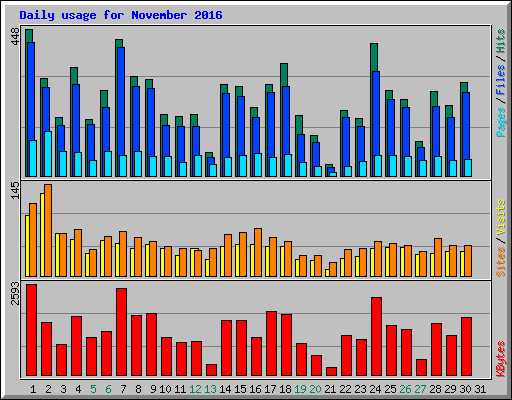 Daily usage for November 2016
448
Pages / Files / Hits
145
Sites / Visits
2593
KBytes
1 2 3 4 5 6 7 8 9 10 11 12 13 14 15 16 17 18 19 20 21 22 23 24 25 26 27 28 29 30 31